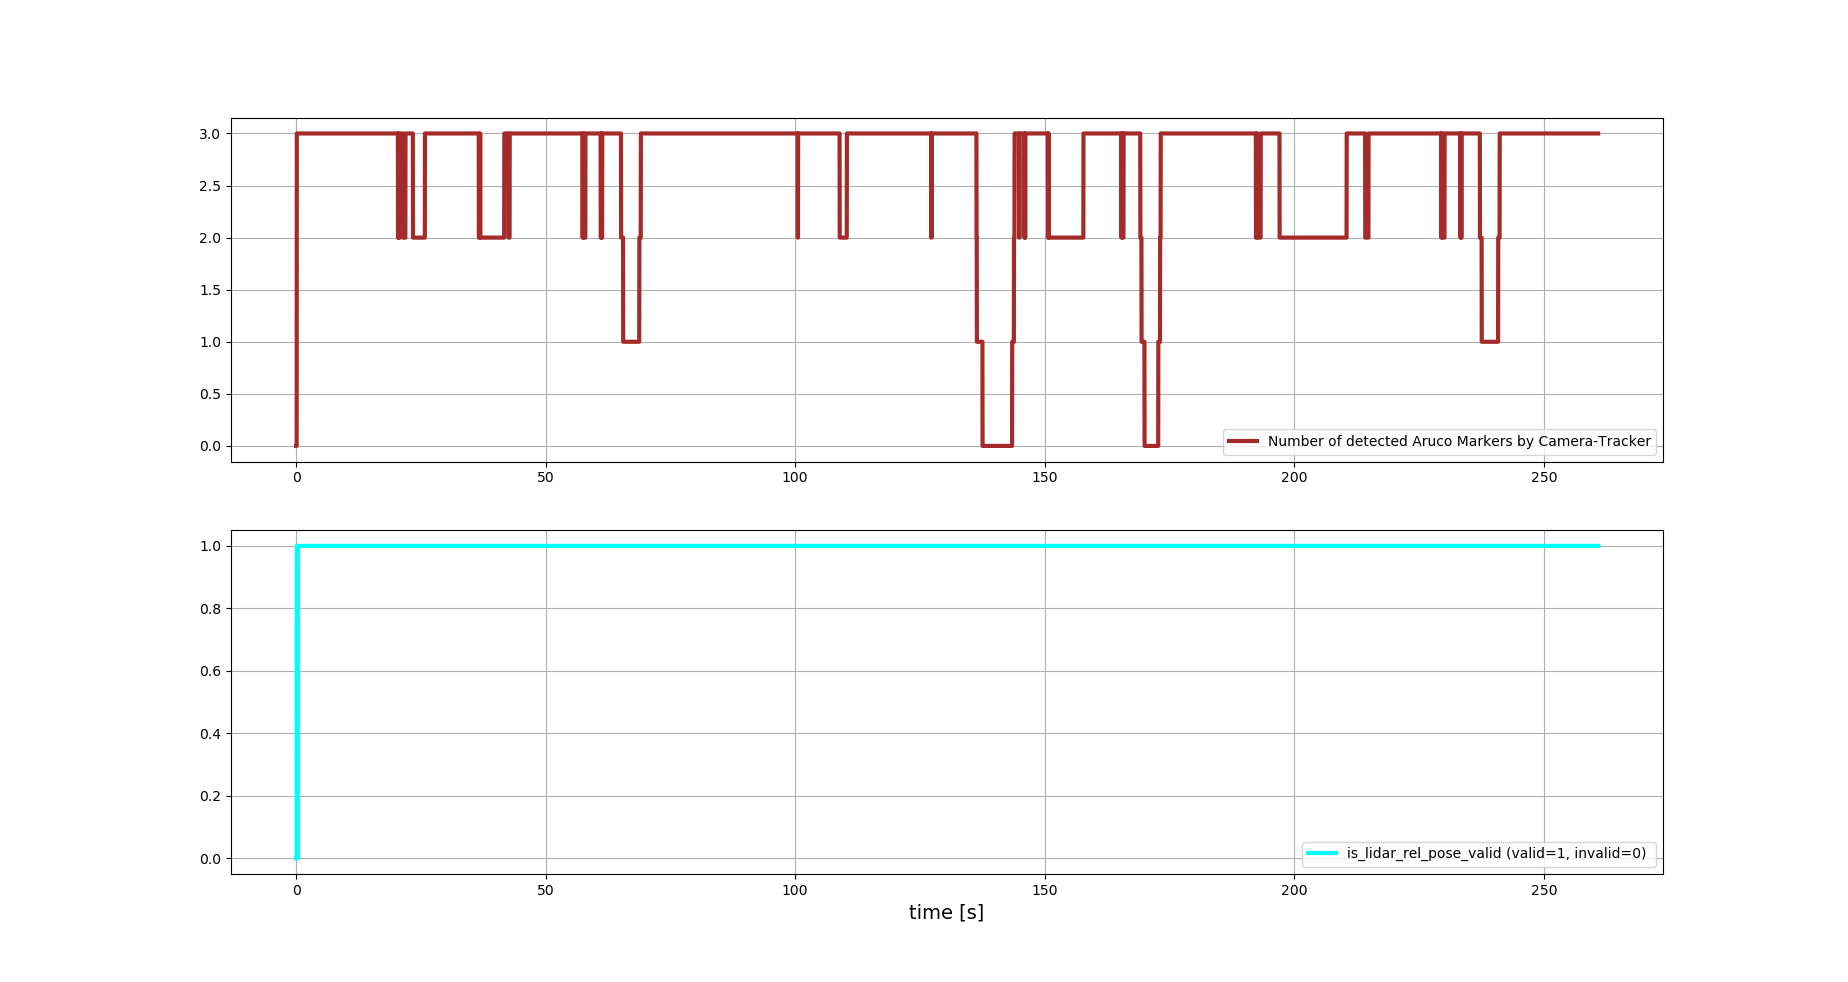 3.0
2.5
2.0
1.5
1.0
0.5
0.0
Number of detected Aruco Markers by Camera-Tracker
0 50 100 150 200 250
1.0
0.8
0.6
0.4
0.2
0.0
is_lidar_rel_pose_valid (valid=1, invalid=0)
0 50 100 150 200 250
time [s]